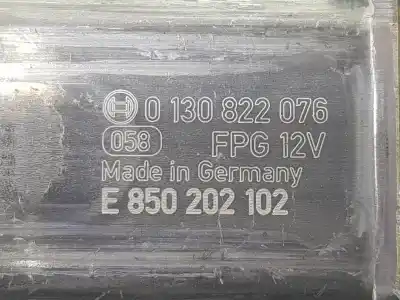 0 130 822 076
058 FPG 12V
Made in Germany
E 850 202 102